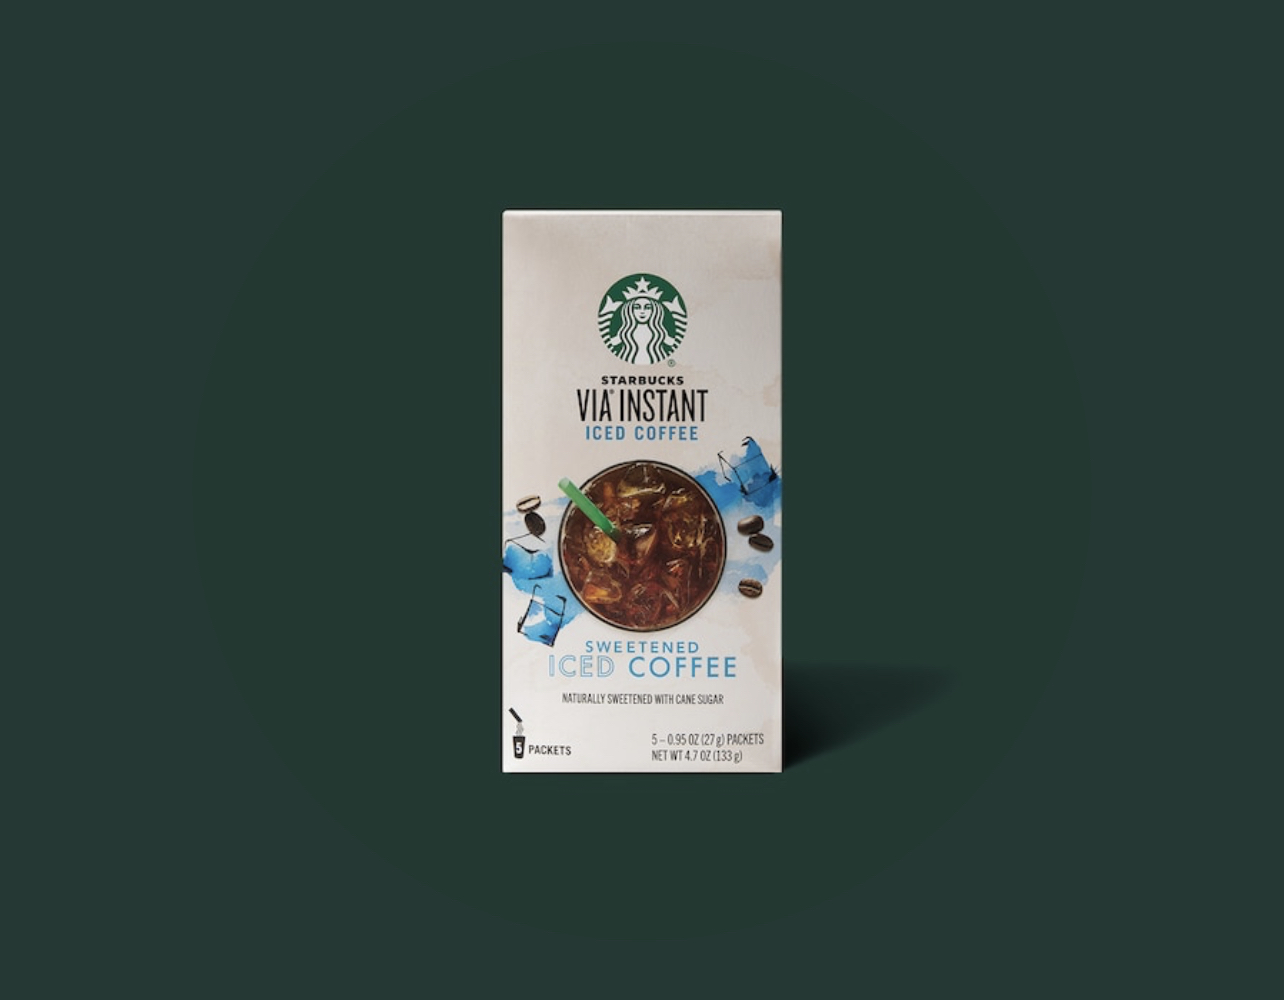 STARBUCKS
VIA® INSTANT
ICED COFFEE
SWEETENED
ICED COFFEE
NATURALLY SWEETENED WITH CANE SUGAR
5 PACKETS
5 – 0.95 OZ (27 g) PACKETS
NET WT 4.7 OZ (133 g)